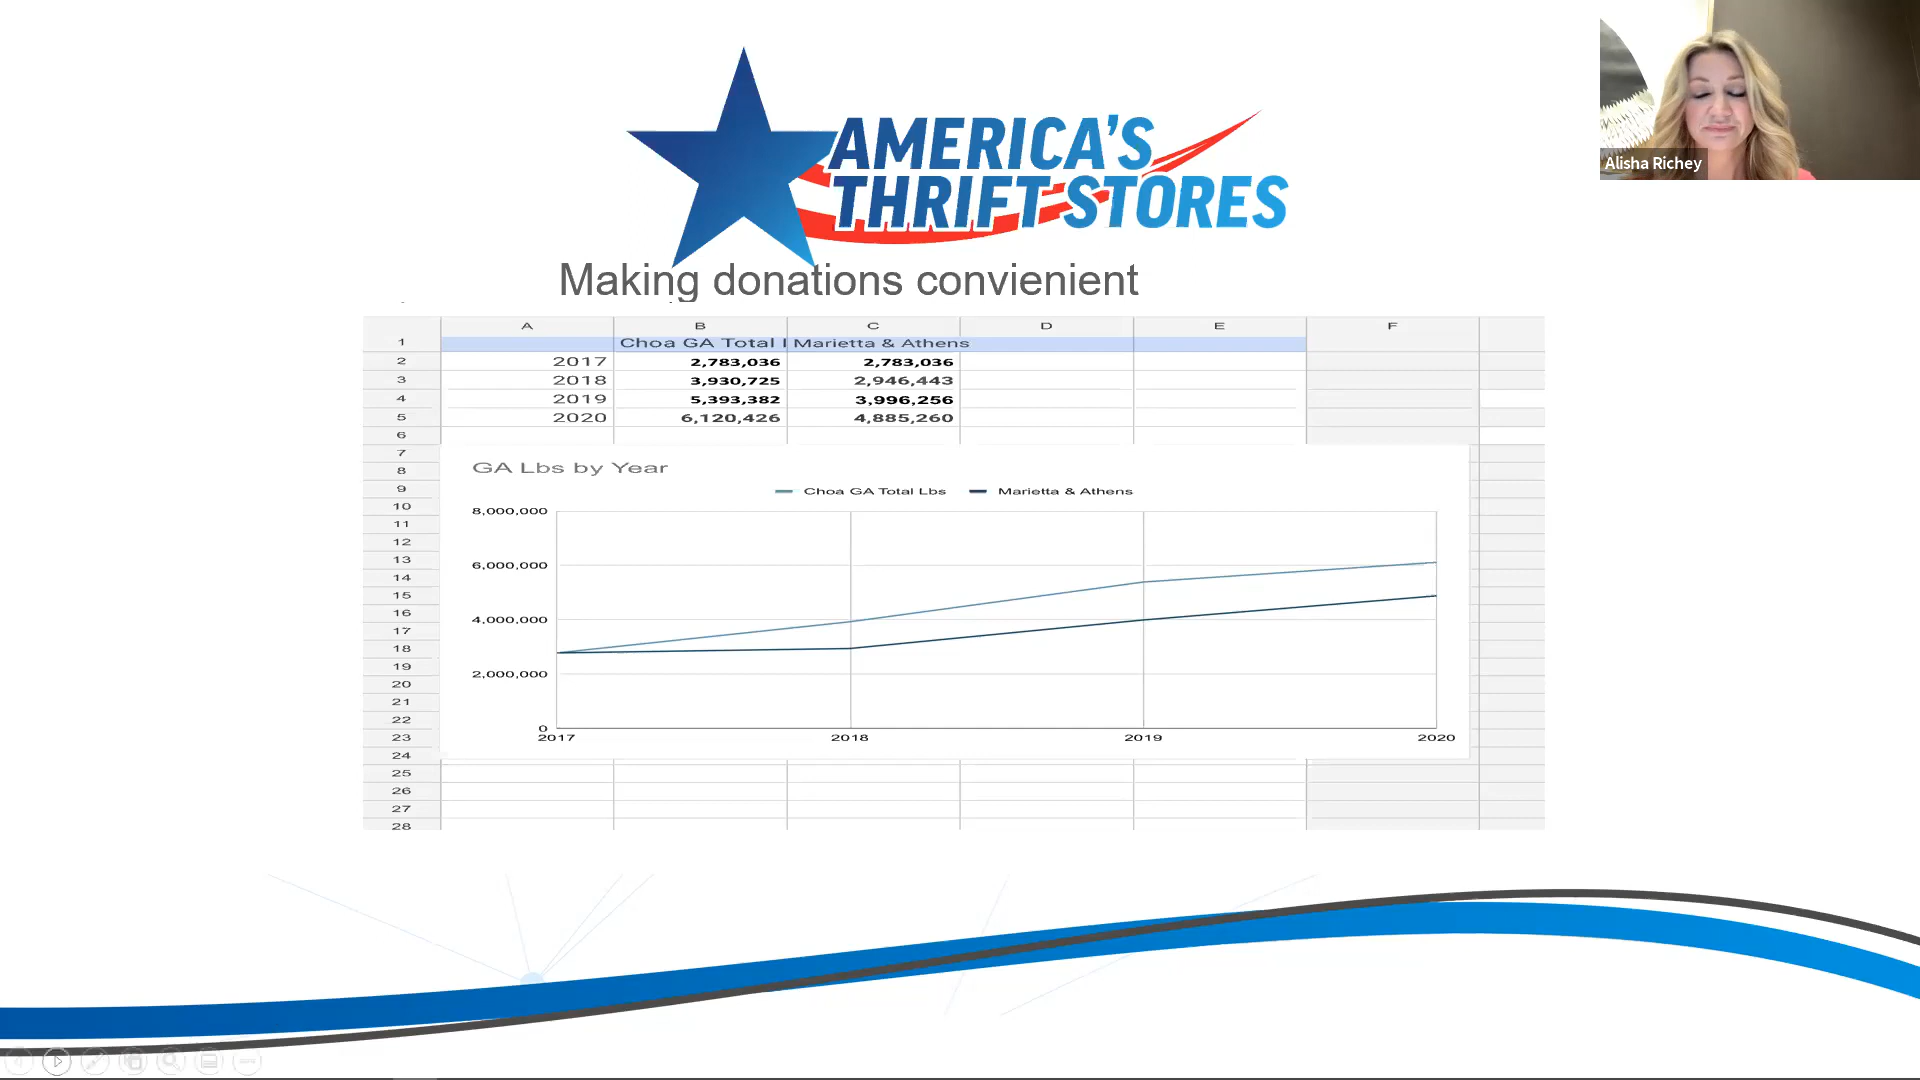 AMERICA'S
THRIFT STORES
Alisha Richey
Making donations convienient
A B C D E F
1 Choa GA Total l Marietta & Athens
2 2017 2,783,036 2,783,036
3 2018 3,930,725 2,946,443
4 2019 5,393,382 3,996,256
5 2020 6,120,426 4,885,260
6
7
8
9
10
11
12
13
14
15
16
17
18
19
20
21
22
23
24
25
26
27
28
GA Lbs by Year
Choa GA Total Lbs Marietta & Athens
8,000,000
6,000,000
4,000,000
2,000,000
0
2017 2018 2019 2020